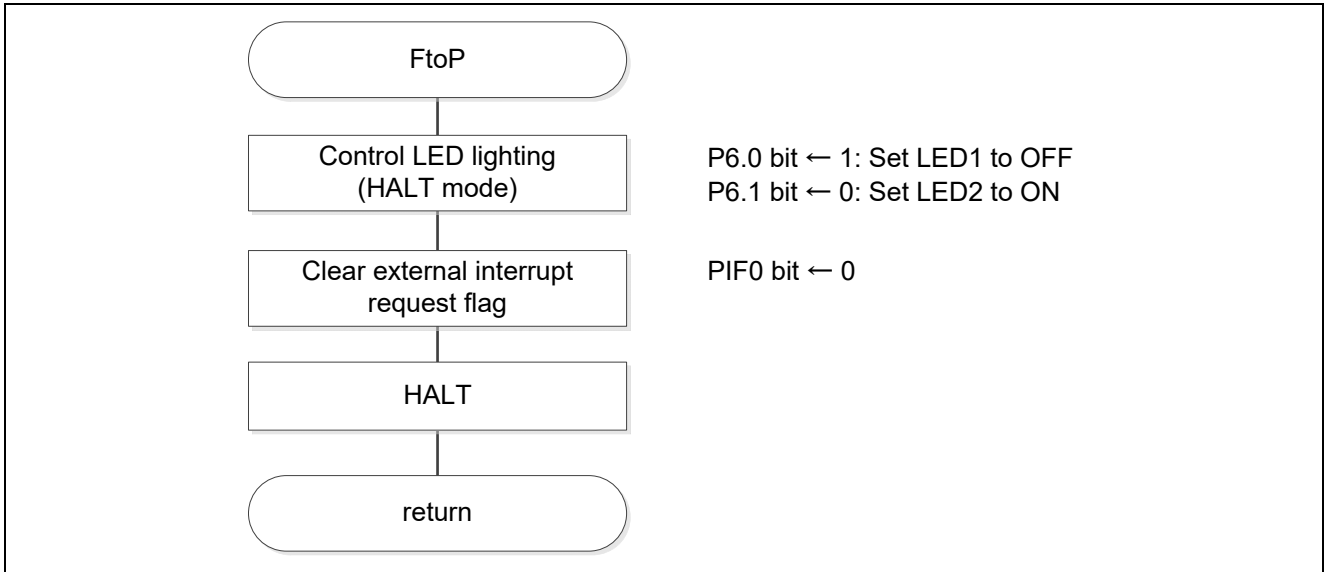 FtoP
Control LED lighting
(HALT mode)
P6.0 bit ← 1: Set LED1 to OFF
P6.1 bit ← 0: Set LED2 to ON
Clear external interrupt
request flag
PIF0 bit ← 0
HALT
return